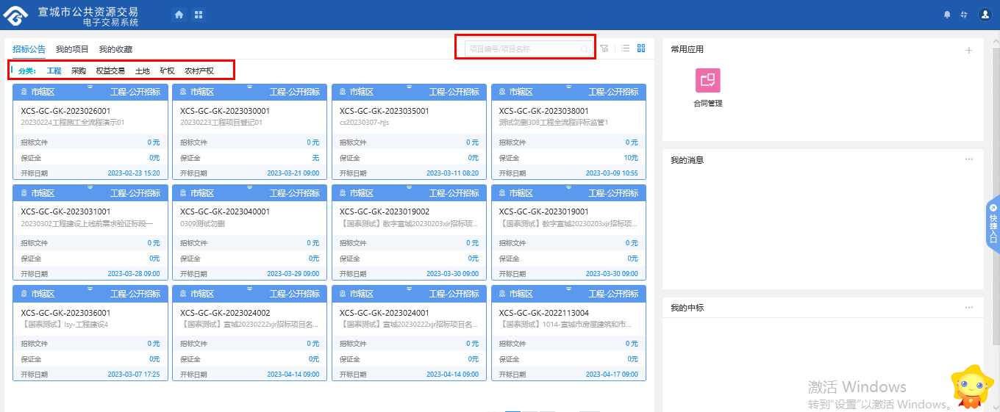 宣城市公共资源交易
电子交易系统
招标公告 我的项目 我的收藏
项目编号/项目名称
分类: 工程 采购 权益交易 土地 矿权 农村产权
市辖区 工程-公开招标
XCS-GC-GK-2023026001
20230224工程施工全流程演示01
招标文件 0 元
保证金 0元
开标日期 2023-02-23 15:20
市辖区 工程-公开招标
XCS-GC-GK-2023030001
20230223工程项目登记01
招标文件 0 元
保证金 无
开标日期 2023-03-21 09:00
市辖区 工程-公开招标
XCS-GC-GK-2023035001
cs20230307-hjs
招标文件 0 元
保证金 0元
开标日期 2023-03-11 08:20
市辖区 工程-公开招标
XCS-GC-GK-2023038001
测试勿删308工程全流程评标监管1
招标文件 0 元
保证金 10元
开标日期 2023-03-09 10:55
市辖区 工程-公开招标
XCS-GC-GK-2023031001
20230302工程建设上线前需求验证标段一
招标文件 0 元
保证金 0元
开标日期 2023-03-28 09:00
市辖区 工程-公开招标
XCS-GC-GK-2023040001
0309测试勿删
招标文件 0 元
保证金 0元
开标日期 2023-03-29 09:00
市辖区 工程-公开招标
XCS-GC-GK-2023019002
【国泰测试】数字宣城20230203xjr招标项...
招标文件 0 元
保证金 0元
开标日期 2023-03-30 09:00
市辖区 工程-公开招标
XCS-GC-GK-2023019001
【国泰测试】数字宣城20230203xjr招标项...
招标文件 0 元
保证金 0元
开标日期 2023-03-30 09:00
市辖区 工程-公开招标
XCS-GC-GK-2023036001
【国泰测试】lsy-工程建设4
招标文件 0 元
保证金 0元
开标日期 2023-03-07 17:25
市辖区 工程-公开招标
XCS-GC-GK-2023024002
【国泰测试】宣城20230222xjr招标项目名...
招标文件 0 元
保证金 0元
开标日期 2023-04-14 09:00
市辖区 工程-公开招标
XCS-GC-GK-2023024001
【国泰测试】宣城20230222xjr招标项目名...
招标文件 0 元
保证金 0元
开标日期 2023-04-14 09:00
市辖区 工程-公开招标
XCS-GC-GK-2022113004
【国泰测试】1014-宣城市房屋建筑和市...
招标文件 0 元
保证金 0元
开标日期 2023-04-17 09:00
常用应用
合同管理
我的消息
我的中标
快捷入口
激活 Windows
转到"设置"以激活 Windows。